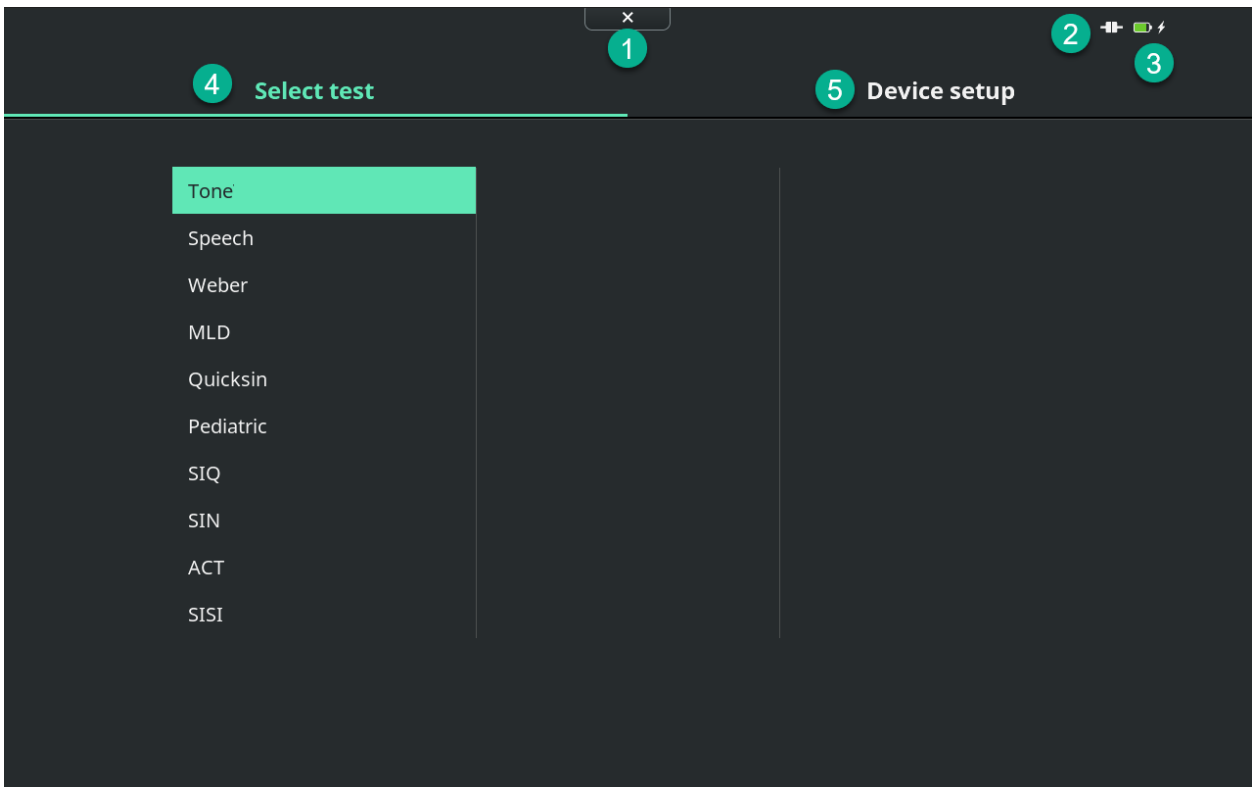 ×
1
2
3
4 Select test
5 Device setup
Tone
Speech
Weber
MLD
Quicksin
Pediatric
SIQ
SIN
ACT
SISI